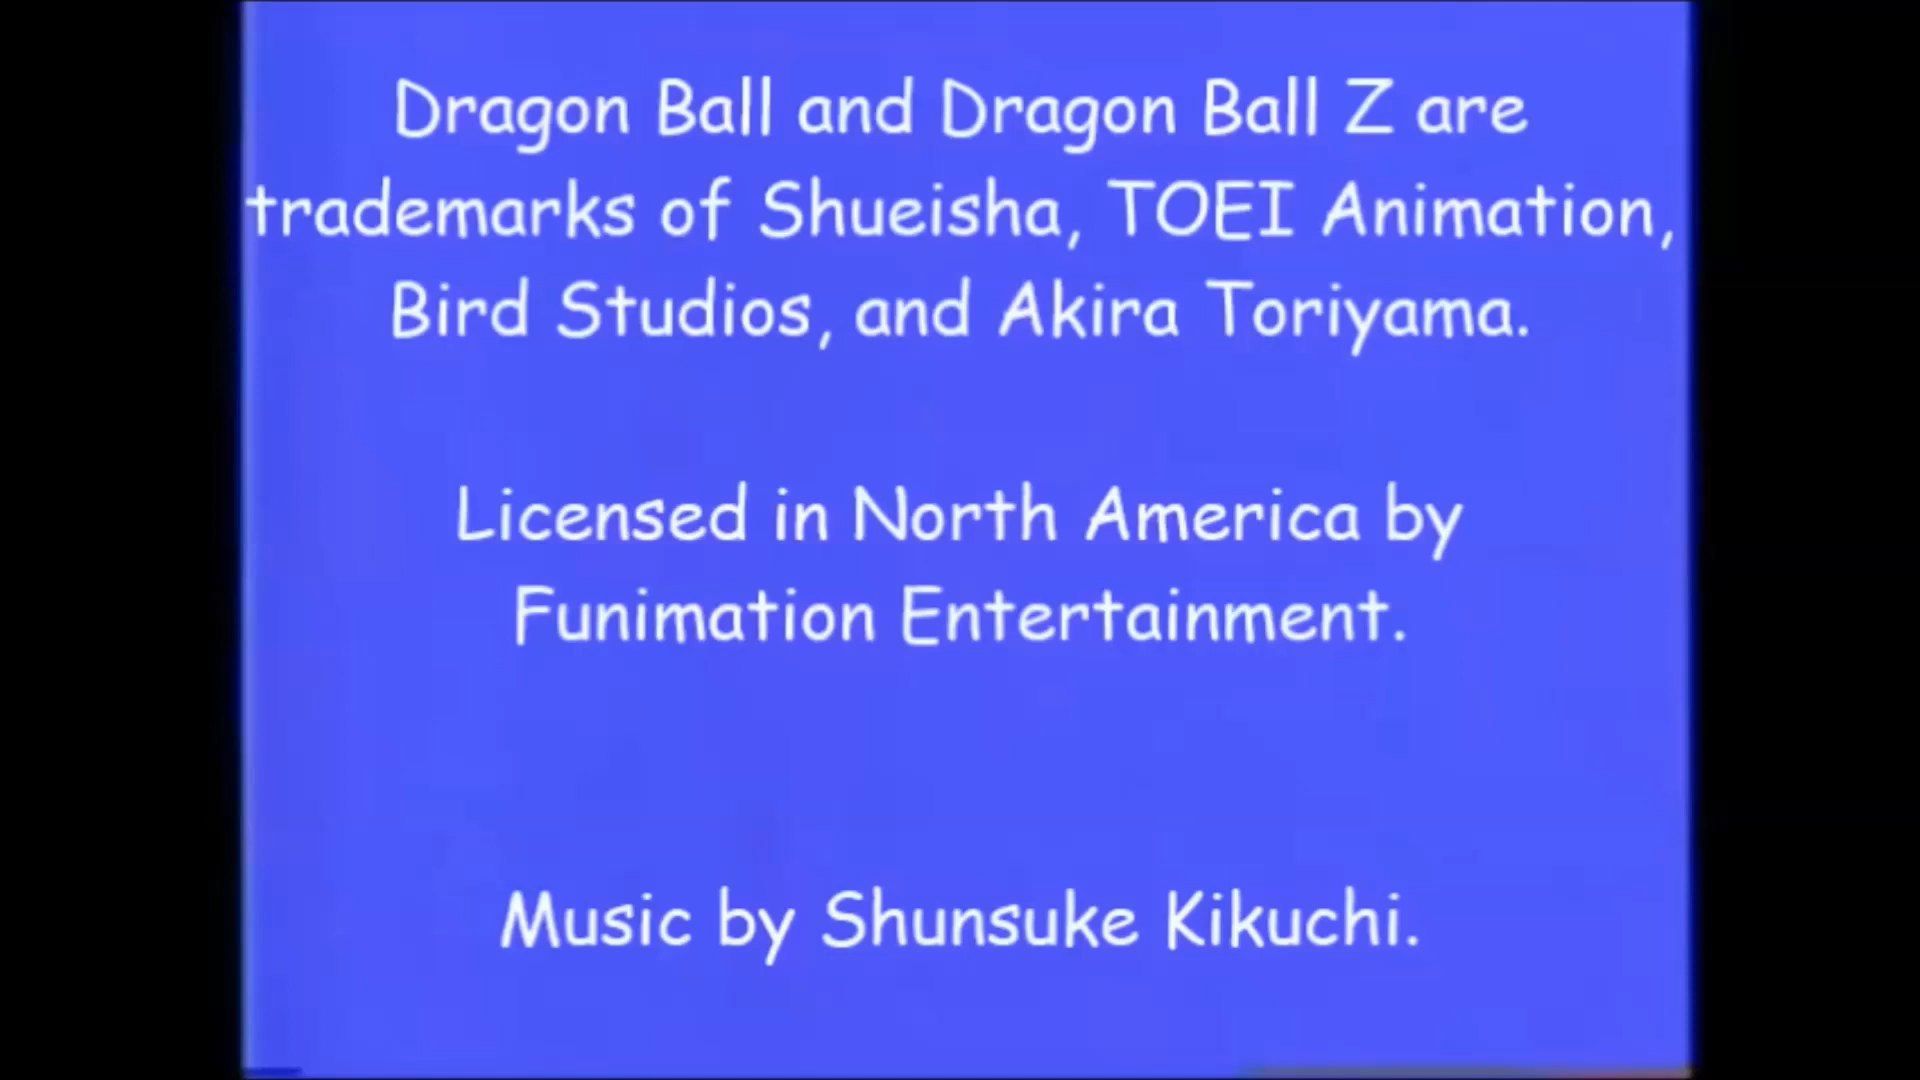 Dragon Ball and Dragon Ball Z are
trademarks of Shueisha, TOEI Animation,
Bird Studios, and Akira Toriyama.
Licensed in North America by
Funimation Entertainment.
Music by Shunsuke Kikuchi.